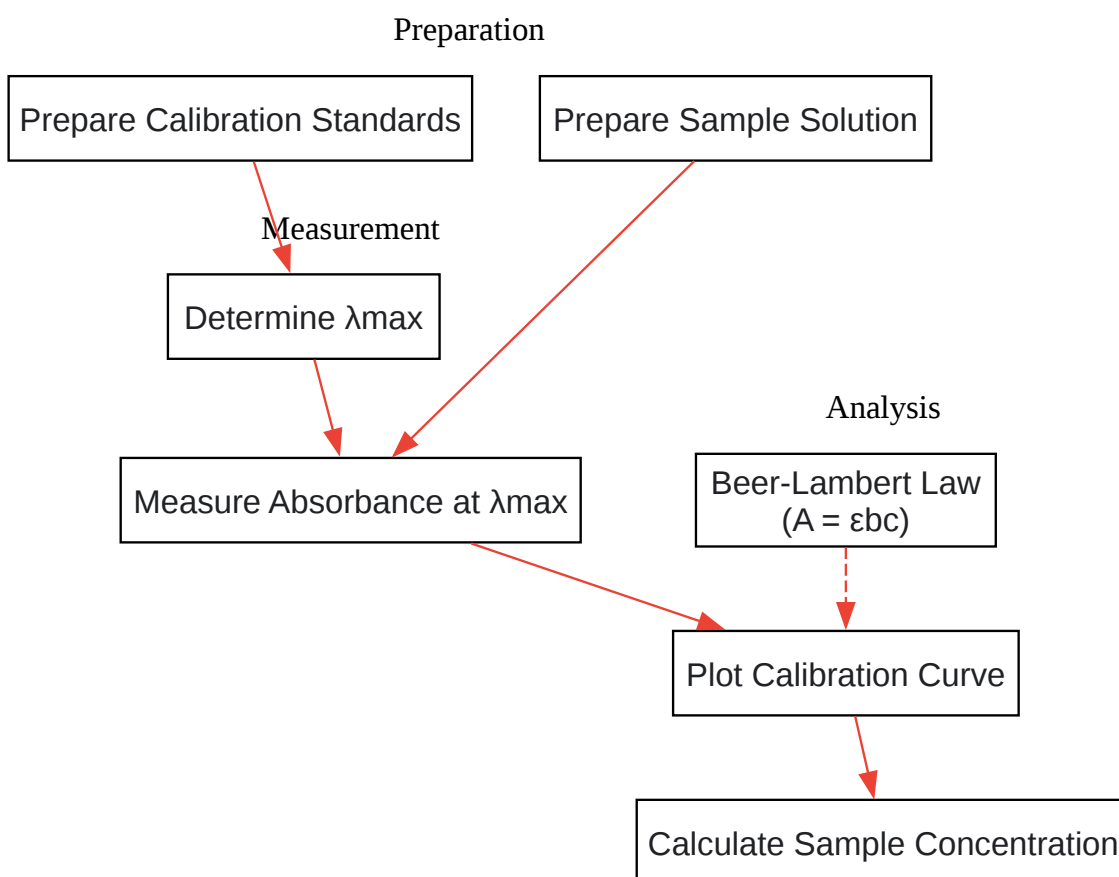 Preparation
Prepare Calibration Standards
Prepare Sample Solution
Measurement
Determine λmax
Analysis
Measure Absorbance at λmax
Beer-Lambert Law
(A = εbc)
Plot Calibration Curve
Calculate Sample Concentration